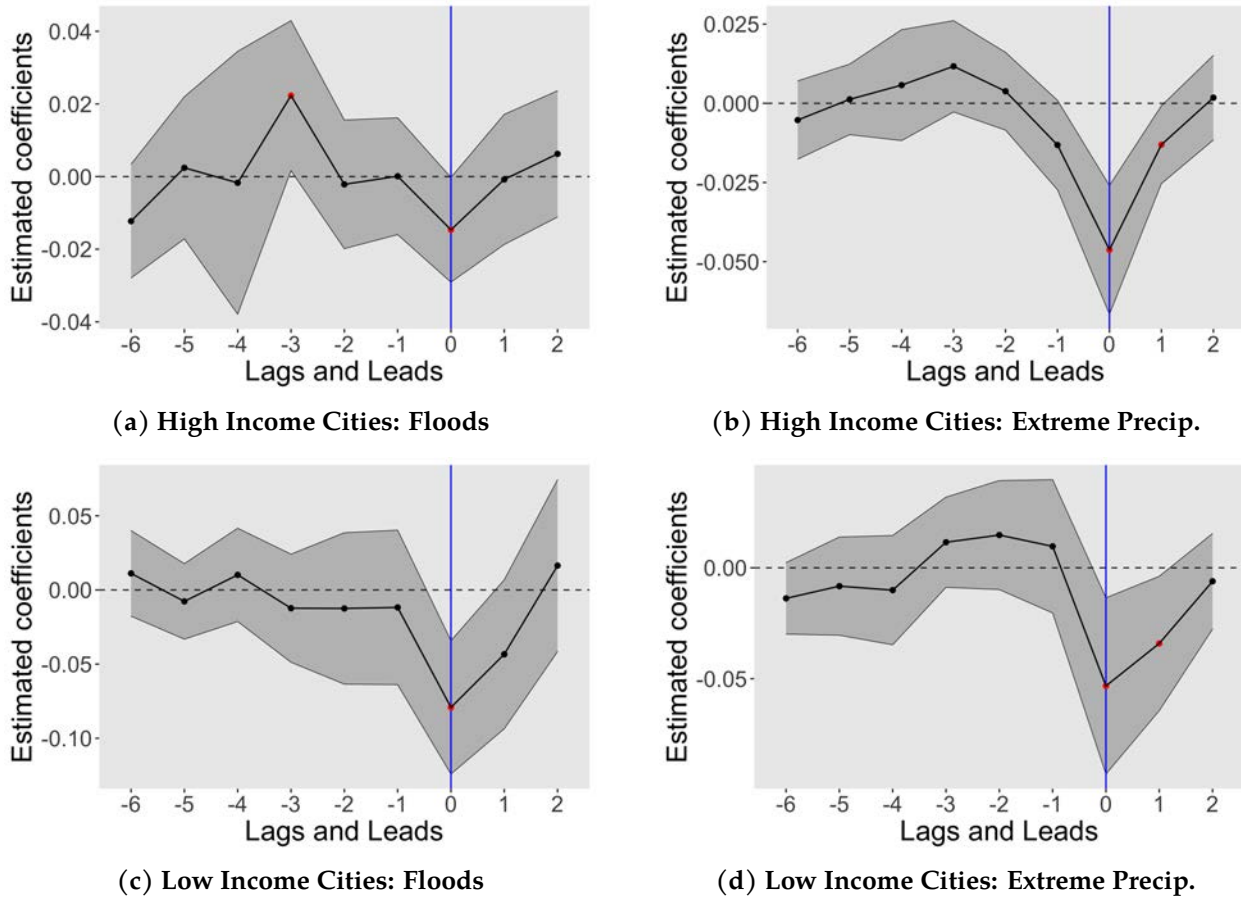 0.04
0.02
0.00
-0.02
-0.04
Estimated coefficients
-6 -5 -4 -3 -2 -1 0 1 2
Lags and Leads
(a) High Income Cities: Floods
0.025
0.000
-0.025
-0.050
Estimated coefficients
-6 -5 -4 -3 -2 -1 0 1 2
Lags and Leads
(b) High Income Cities: Extreme Precip.
0.05
0.00
-0.05
-0.10
Estimated coefficients
-6 -5 -4 -3 -2 -1 0 1 2
Lags and Leads
(c) Low Income Cities: Floods
0.00
-0.05
Estimated coefficients
-6 -5 -4 -3 -2 -1 0 1 2
Lags and Leads
(d) Low Income Cities: Extreme Precip.